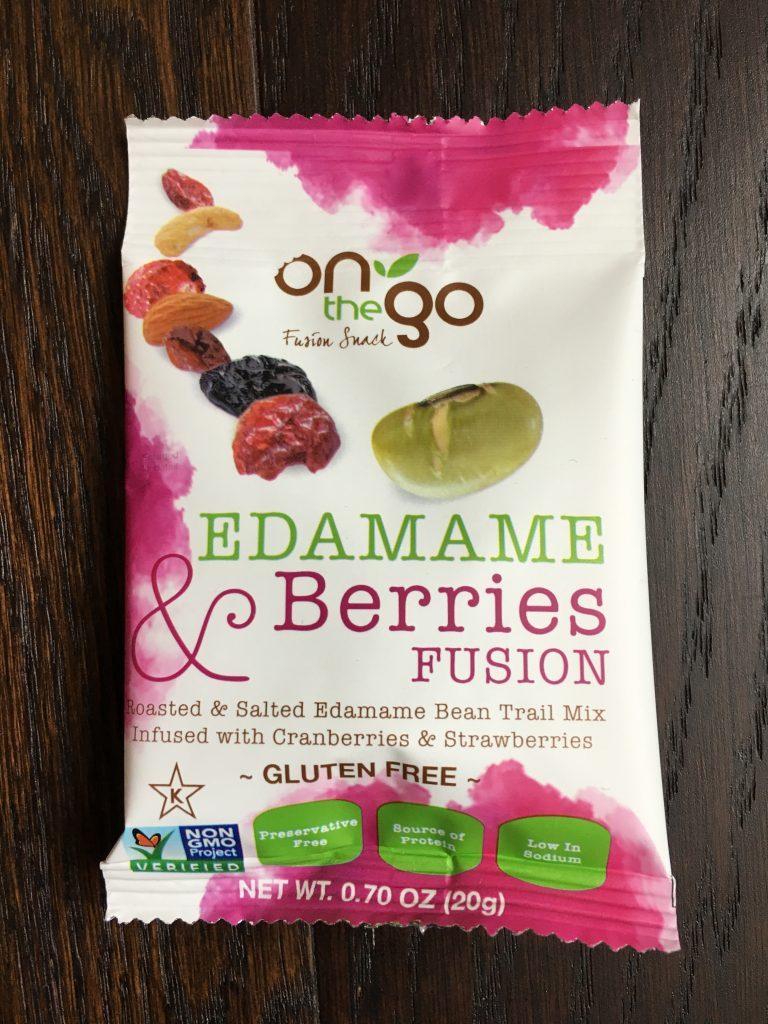 on
the go
Fusion Snack
EDAMAME
& Berries
FUSION
Roasted & Salted Edamame Bean Trail Mix
Infused with Cranberries & Strawberries
~ GLUTEN FREE ~
K
NON
GMO
Project
VERIFIED
Preservative
Free
Source of
Protein
Low In
Sodium
NET WT. 0.70 OZ (20g)